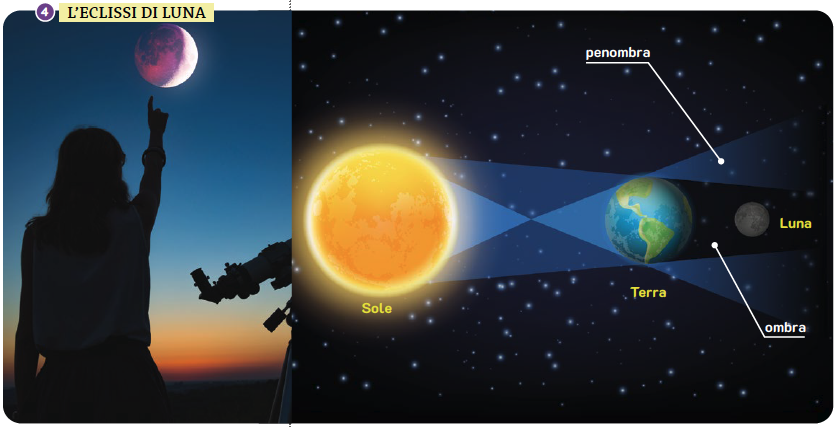 4 L'ECLISSI DI LUNA
penombra
Luna
Terra
Sole
ombra